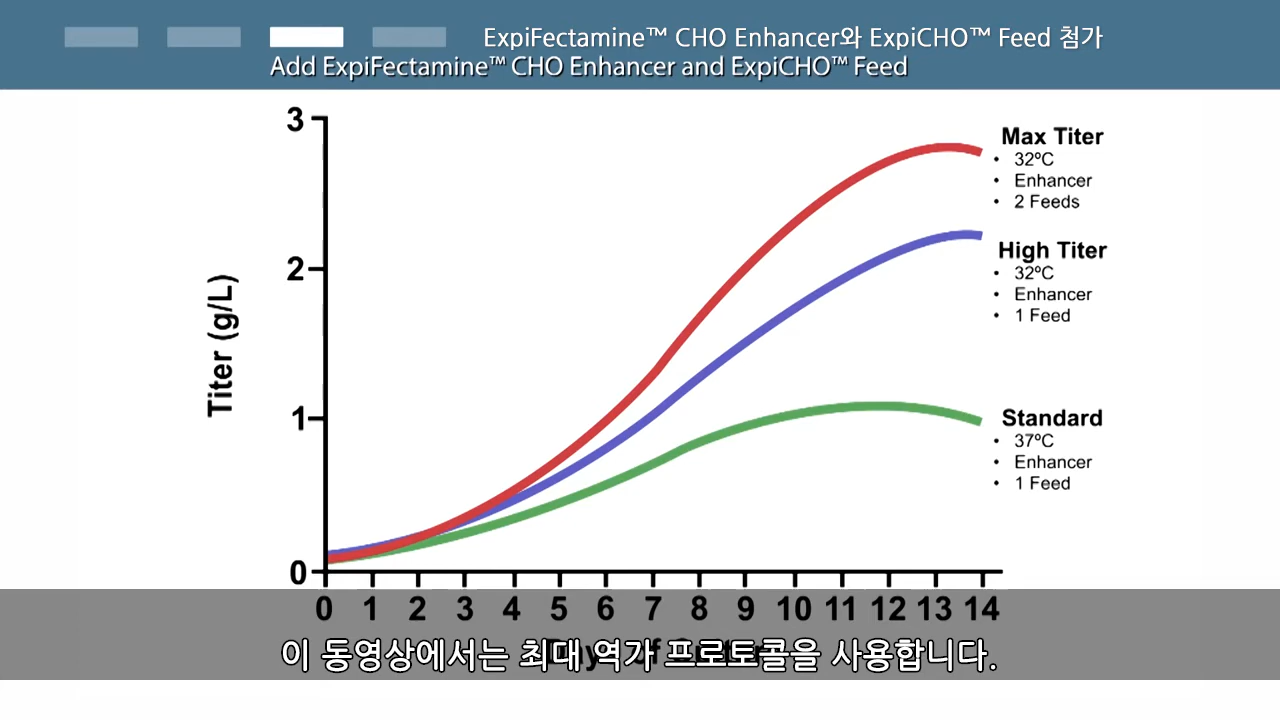 ExpiFectamine™ CHO Enhancer와 ExpiCHO™ Feed 첨가
Add ExpiFectamine™ CHO Enhancer and ExpiCHO™ Feed
Titer (g/L)
3
2
1
0
0 1 2 3 4 5 6 7 8 9 10 11 12 13 14
Max Titer
• 32ºC
• Enhancer
• 2 Feeds
High Titer
• 32ºC
• Enhancer
• 1 Feed
Standard
• 37ºC
• Enhancer
• 1 Feed
이 동영상에서는 최대 역가 프로토콜을 사용합니다.